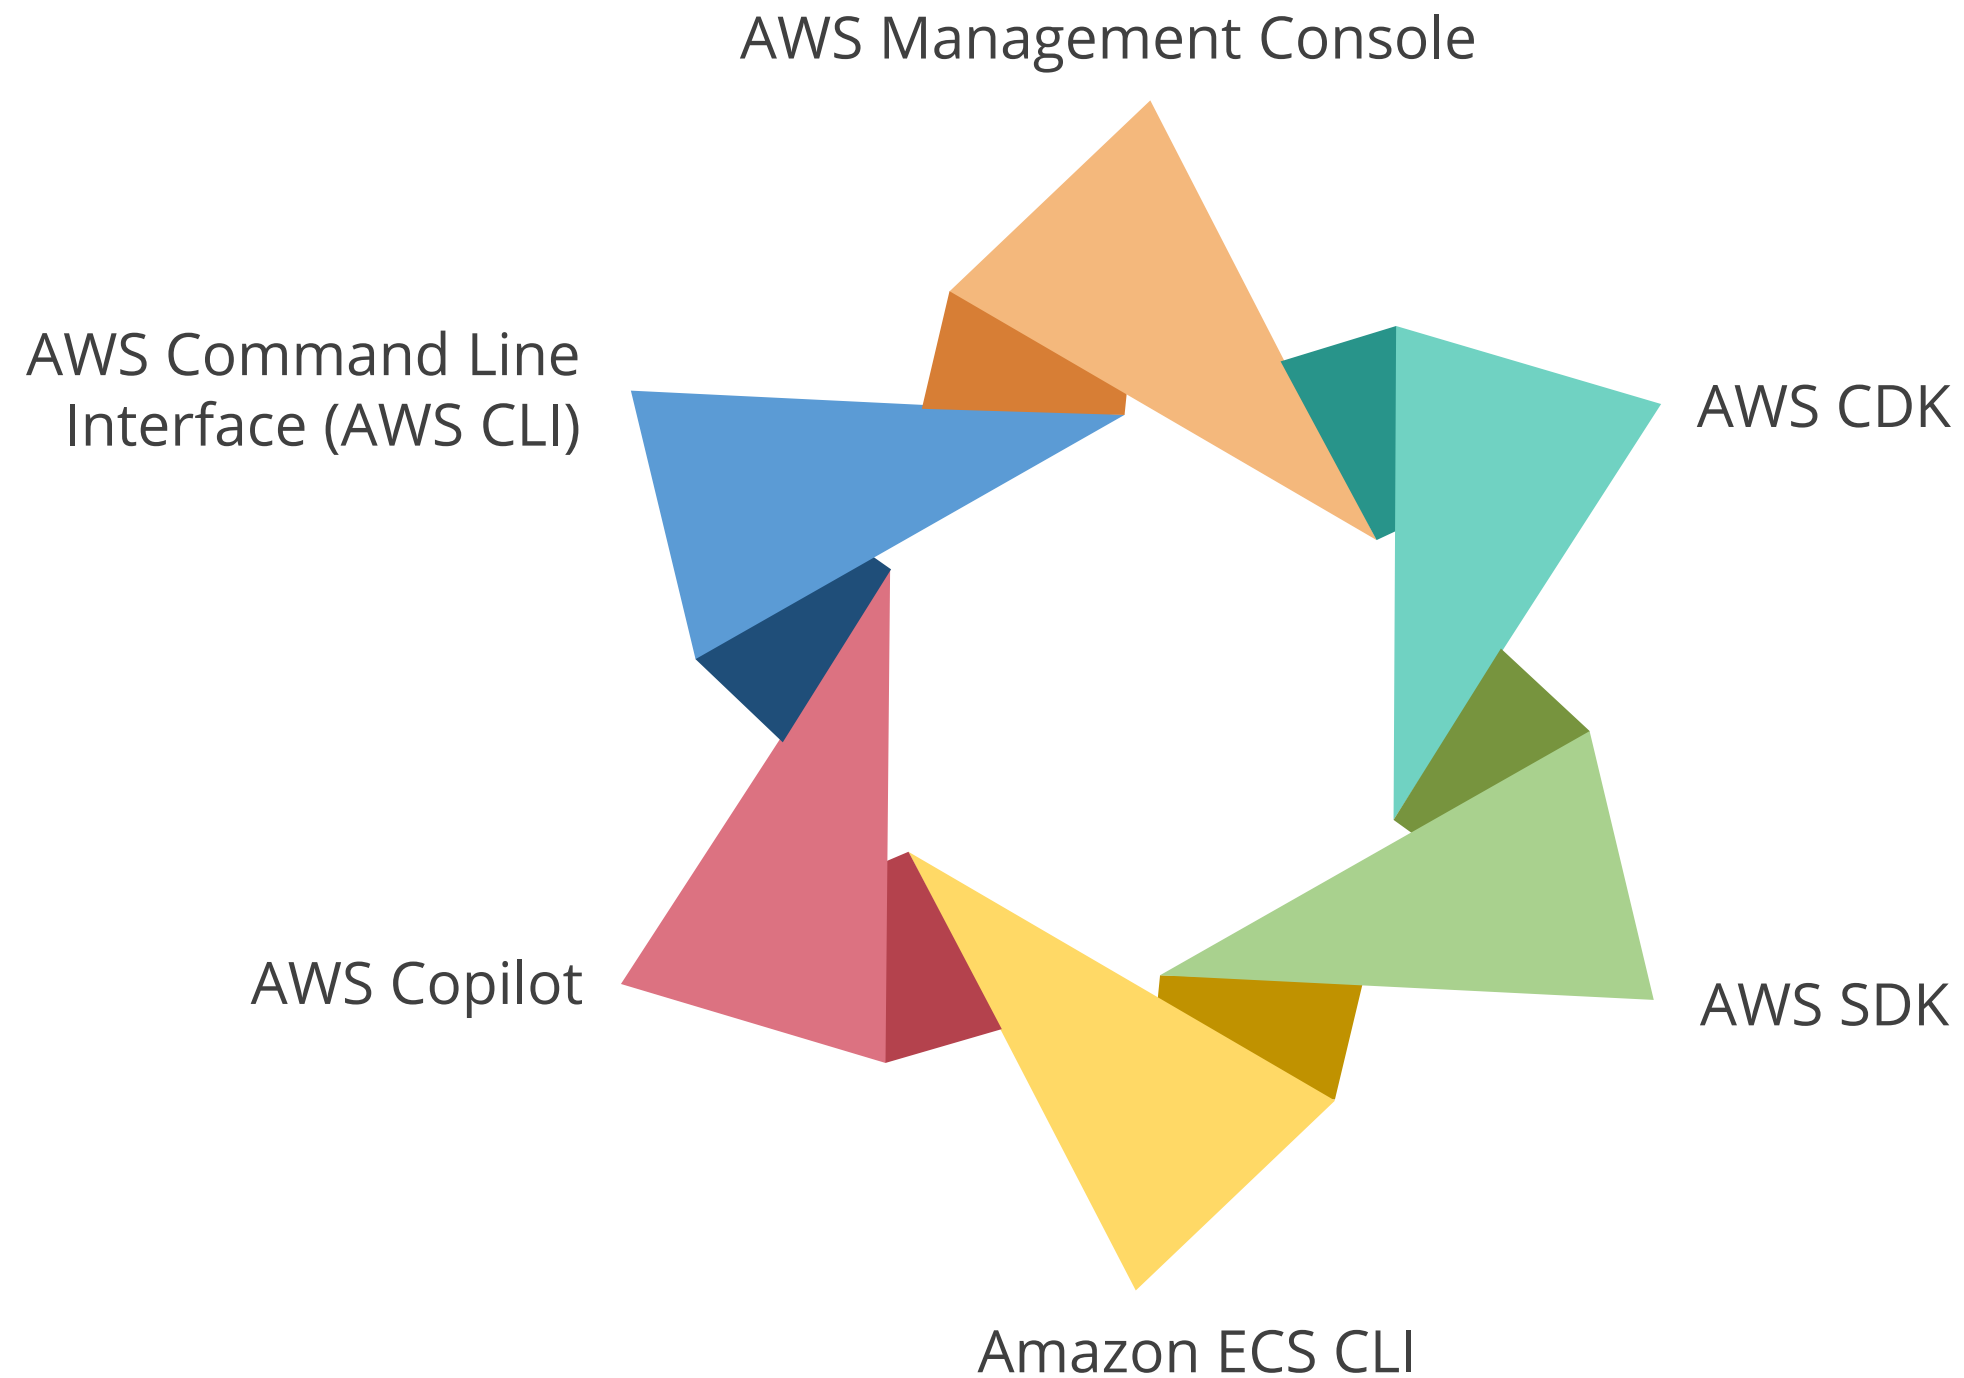 AWS Management Console
AWS Command Line
Interface (AWS CLI)
AWS CDK
AWS Copilot
AWS SDK
Amazon ECS CLI